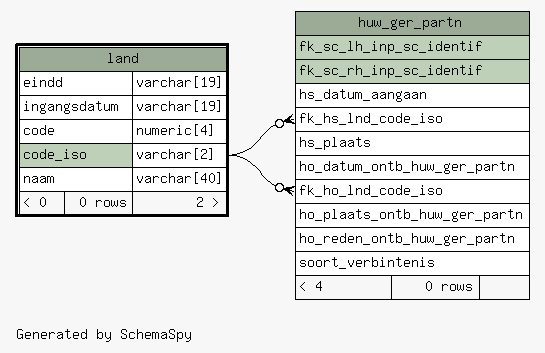 land
eindd varchar[19]
ingangsdatum varchar[19]
code numeric[4]
code_iso varchar[2]
naam varchar[40]
< 0 0 rows 2 >
huw_ger_partn
fk_sc_lh_inp_sc_identif
fk_sc_rh_inp_sc_identif
hs_datum_aangaan
fk_hs_lnd_code_iso
hs_plaats
ho_datum_ontb_huw_ger_partn
fk_ho_lnd_code_iso
ho_plaats_ontb_huw_ger_partn
ho_reden_ontb_huw_ger_partn
soort_verbintenis
< 4 0 rows
Generated by SchemaSpy